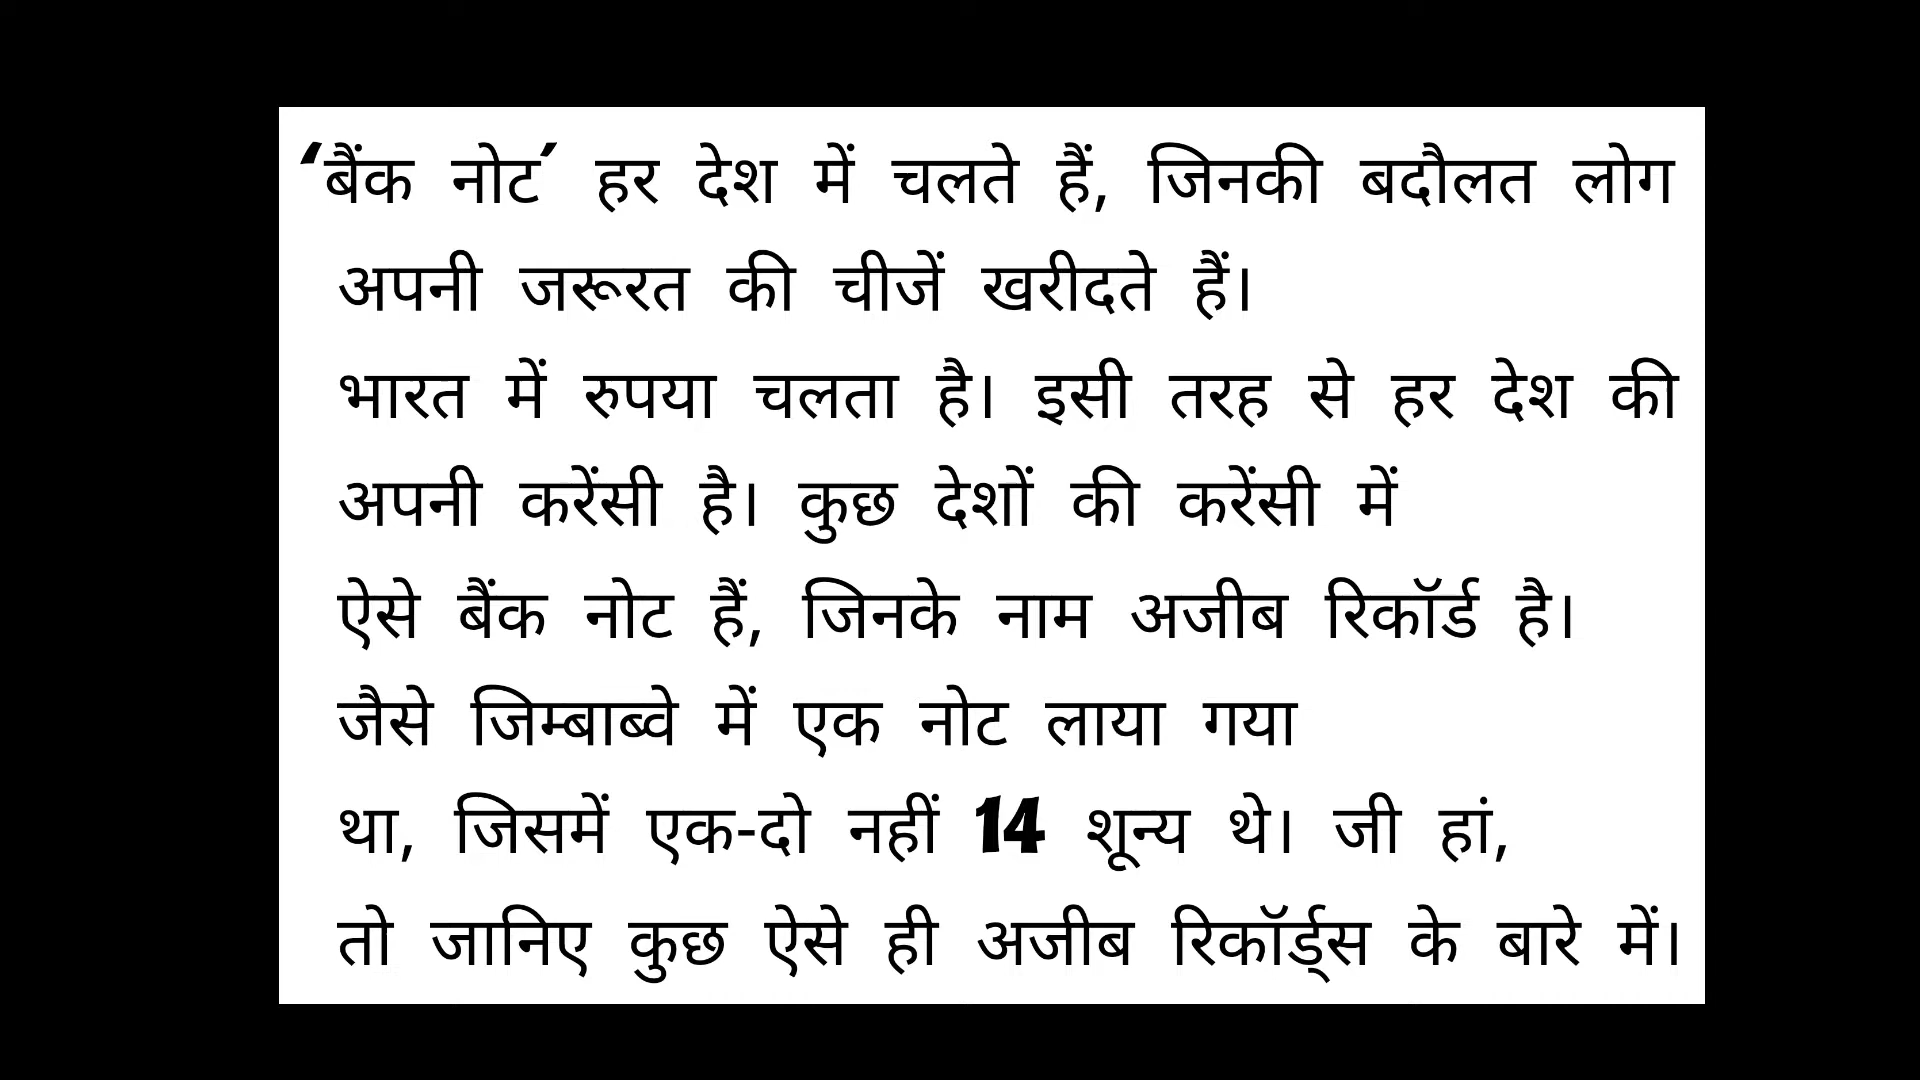 ‘बैंक नोट’ हर देश में चलते हैं, जिनकी बदौलत लोग
अपनी जरूरत की चीजें खरीदते हैं।
भारत में रुपया चलता है। इसी तरह से हर देश की
अपनी करेंसी है। कुछ देशों की करेंसी में
ऐसे बैंक नोट हैं, जिनके नाम अजीब रिकॉर्ड है।
जैसे जिम्बाब्वे में एक नोट लाया गया
था, जिसमें एक-दो नहीं 14 शून्य थे। जी हां,
तो जानिए कुछ ऐसे ही अजीब रिकॉर्ड्स के बारे में।